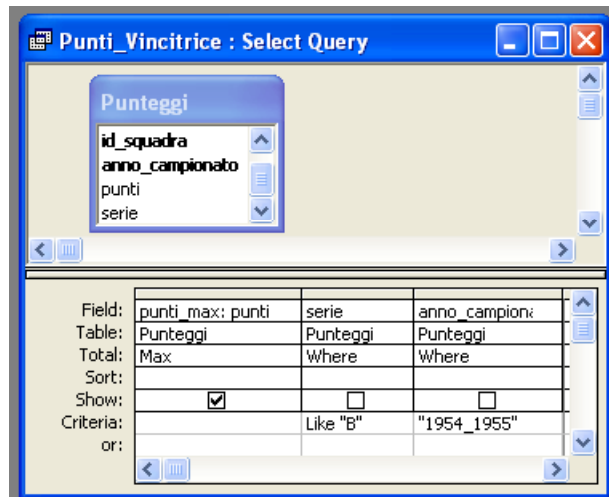 Punti_Vincitrice : Select Query
Punteggi
id_squadra
anno_campionato
punti
serie
Field: punti_max: punti serie anno_campiona
Table: Punteggi Punteggi Punteggi
Total: Max Where Where
Sort:
Show:
Criteria: Like "B" "1954_1955"
or: